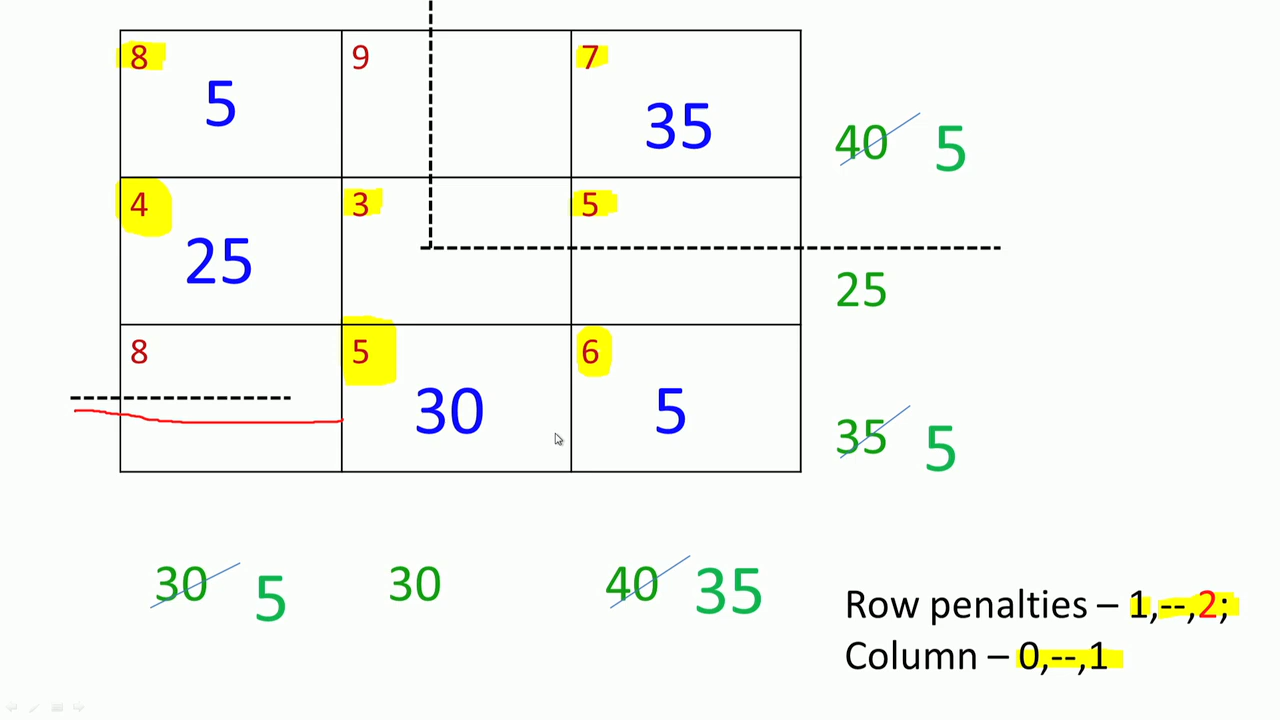 8 9 7
5 35
40 5
4 3 5
25
25
8 5 6
30 5
35 5
30 5 30 40 35
Row penalties – 1,--,2;
Column – 0,--,1